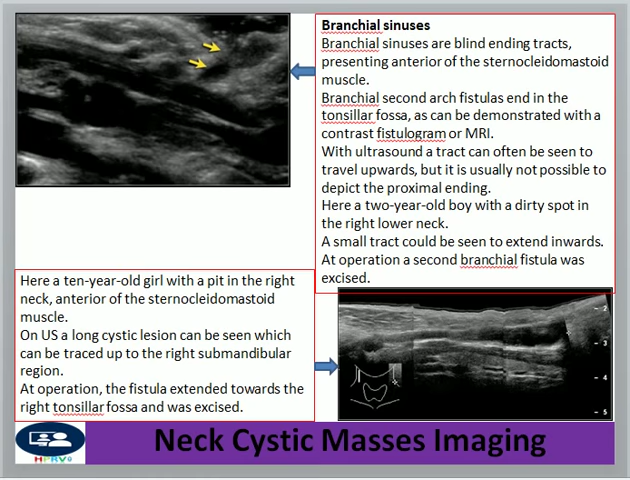 Branchial sinuses
Branchial sinuses are blind ending tracts,
presenting anterior of the sternocleidomastoid
muscle.
Branchial second arch fistulas end in the
tonsillar fossa, as can be demonstrated with a
contrast fistulogram or MRI.
With ultrasound a tract can often be seen to
travel upwards, but it is usually not possible to
depict the proximal ending.
Here a two-year-old boy with a dirty spot in
the right lower neck.
A small tract could be seen to extend inwards.
At operation a second branchial fistula was
excised.
Here a ten-year-old girl with a pit in the right
neck, anterior of the sternocleidomastoid
muscle.
On US a long cystic lesion can be seen which
can be traced up to the right submandibular
region.
At operation, the fistula extended towards the
right tonsillar fossa and was excised.
2
3
4
5
Neck Cystic Masses Imaging